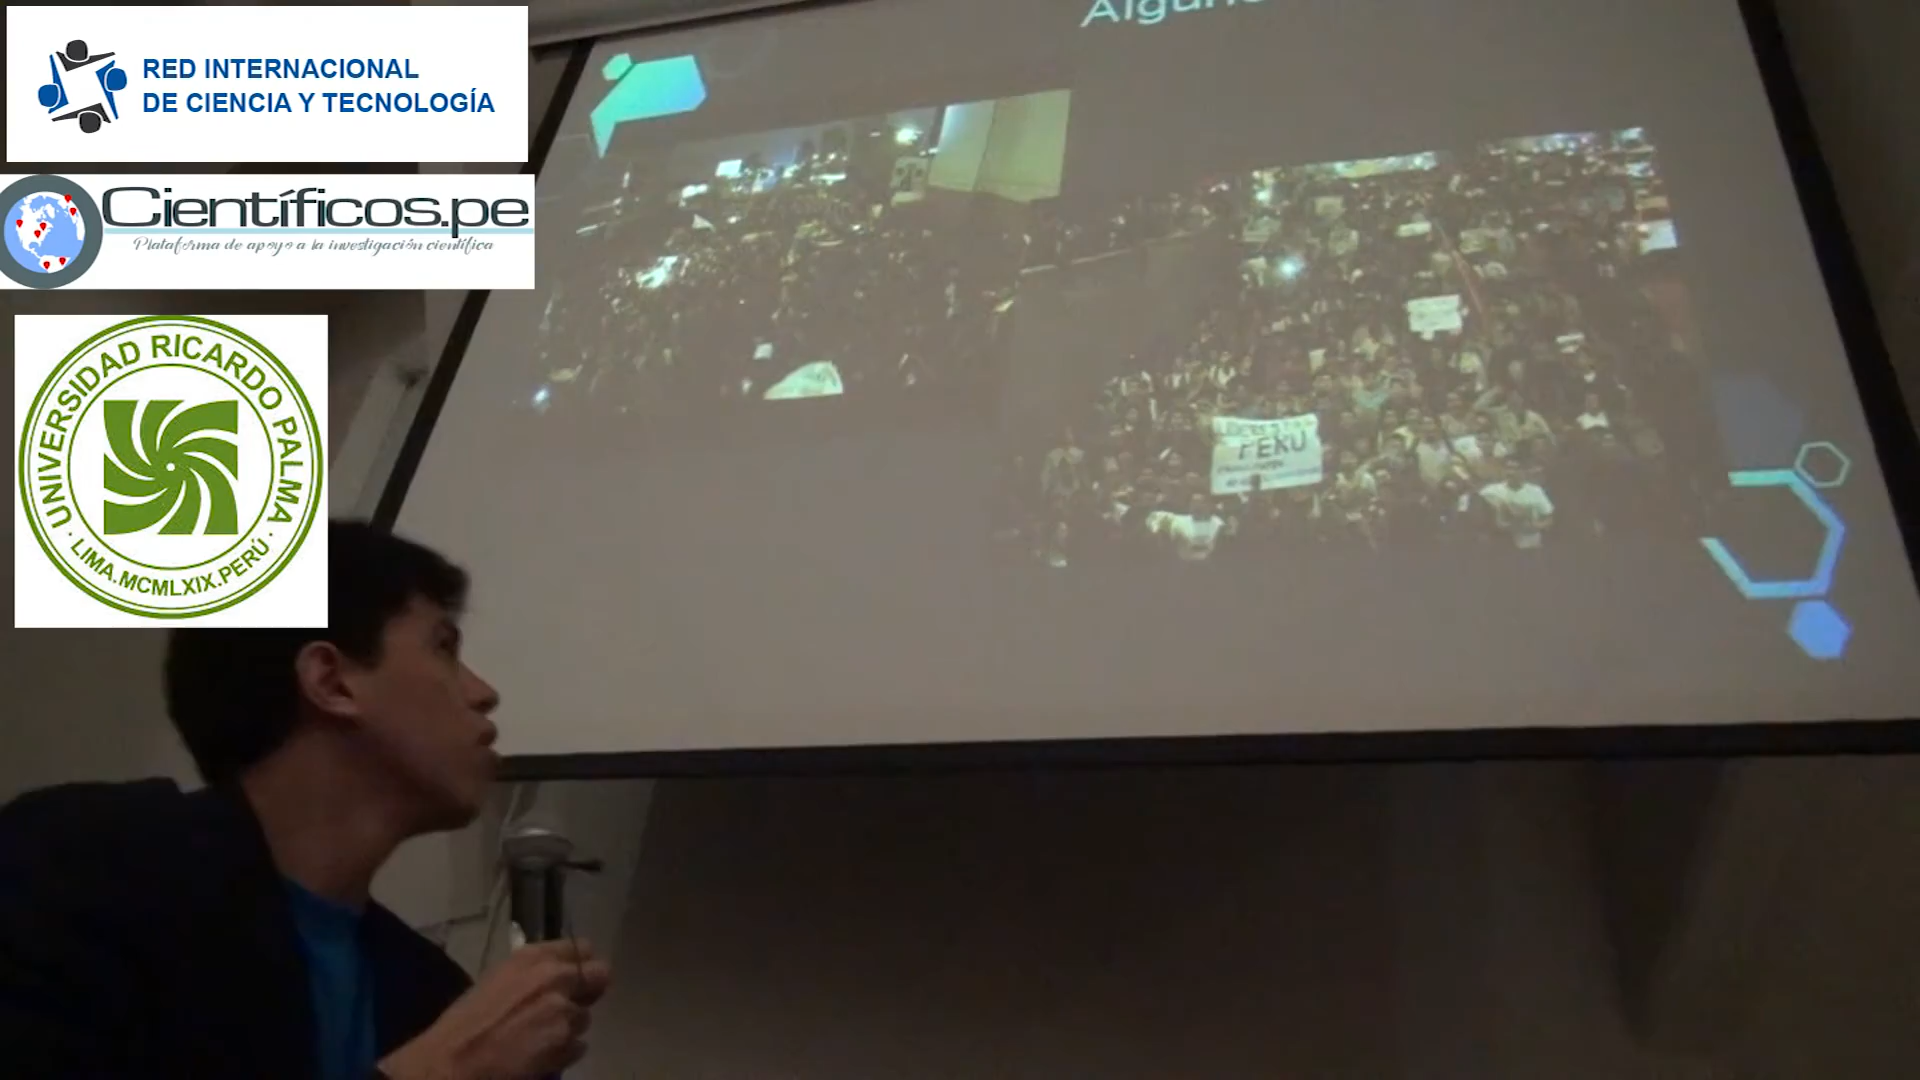 RED INTERNACIONAL
DE CIENCIA Y TECNOLOGÍA
Científicos.pe
Plataforma de apoyo a la investigación científica
UNIVERSIDAD RICARDO PALMA
· LIMA.MCMLXIX.PERÚ ·
PERÚ